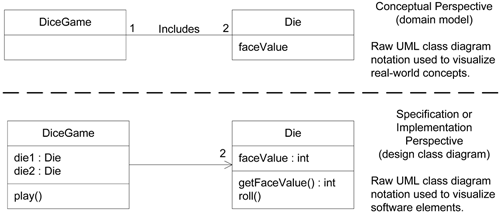 DiceGame
1
Includes
2
Die
faceValue
Conceptual Perspective
(domain model)
Raw UML class diagram
notation used to visualize
real-world concepts.
DiceGame
die1 : Die
die2 : Die
play()
2
Die
faceValue : int
getFaceValue() : int
roll()
Specification or
Implementation
Perspective
(design class diagram)
Raw UML class diagram
notation used to visualize
software elements.